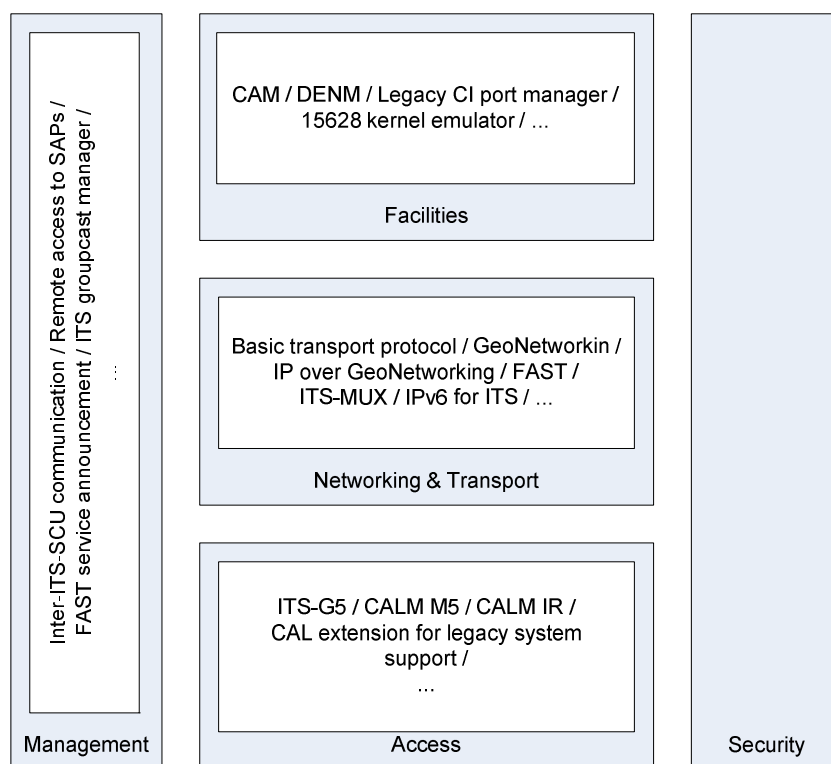 Inter-ITS-SCU communication / Remote access to SAPs /
FAST service announcement / ITS groupcast manager /
...
Management
CAM / DENM / Legacy CI port manager /
15628 kernel emulator / ...
Facilities
Basic transport protocol / GeoNetworkin /
IP over GeoNetworking / FAST /
ITS-MUX / IPv6 for ITS / ...
Networking & Transport
ITS-G5 / CALM M5 / CALM IR /
CAL extension for legacy system
support /
...
Access
Security